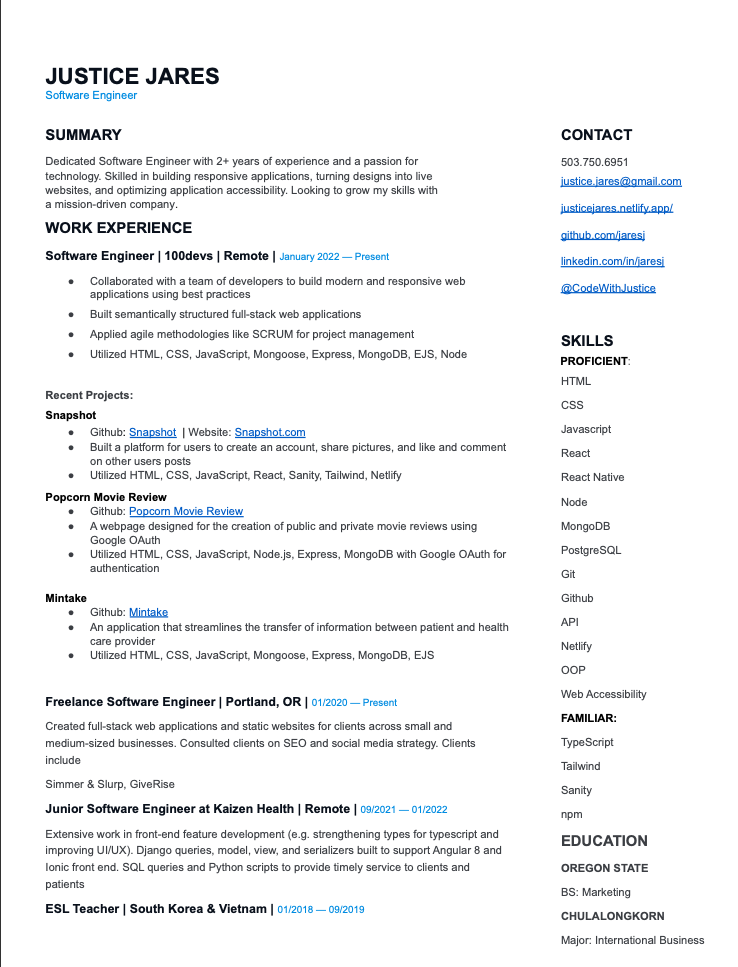 JUSTICE JARES
Software Engineer
SUMMARY
Dedicated Software Engineer with 2+ years of experience and a passion for
technology. Skilled in building responsive applications, turning designs into live
websites, and optimizing application accessibility. Looking to grow my skills with
a mission-driven company.
WORK EXPERIENCE
Software Engineer | 100devs | Remote | January 2022 — Present
● Collaborated with a team of developers to build modern and responsive web
applications using best practices
● Built semantically structured full-stack web applications
● Applied agile methodologies like SCRUM for project management
● Utilized HTML, CSS, JavaScript, Mongoose, Express, MongoDB, EJS, Node
Recent Projects:
Snapshot
● Github: Snapshot | Website: Snapshot.com
● Built a platform for users to create an account, share pictures, and like and comment
on other users posts
● Utilized HTML, CSS, JavaScript, React, Sanity, Tailwind, Netlify
Popcorn Movie Review
● Github: Popcorn Movie Review
● A webpage designed for the creation of public and private movie reviews using
Google OAuth
● Utilized HTML, CSS, JavaScript, Node.js, Express, MongoDB with Google OAuth for
authentication
Mintake
● Github: Mintake
● An application that streamlines the transfer of information between patient and health
care provider
● Utilized HTML, CSS, JavaScript, Mongoose, Express, MongoDB, EJS
Freelance Software Engineer | Portland, OR | 01/2020 — Present
Created full-stack web applications and static websites for clients across small and
medium-sized businesses. Consulted clients on SEO and social media strategy. Clients
include
Simmer & Slurp, GiveRise
Junior Software Engineer at Kaizen Health | Remote | 09/2021 — 01/2022
Extensive work in front-end feature development (e.g. strengthening types for typescript and
improving UI/UX). Django queries, model, view, and serializers built to support Angular 8 and
Ionic front end. SQL queries and Python scripts to provide timely service to clients and
patients
ESL Teacher | South Korea & Vietnam | 01/2018 — 09/2019
CONTACT
503.750.6951
justice.jares@gmail.com
justicejares.netlify.app/
github.com/jaresj
linkedin.com/in/jaresj
@CodeWithJustice
SKILLS
PROFICIENT:
HTML
CSS
Javascript
React
React Native
Node
MongoDB
PostgreSQL
Git
Github
API
Netlify
OOP
Web Accessibility
FAMILIAR:
TypeScript
Tailwind
Sanity
npm
EDUCATION
OREGON STATE
BS: Marketing
CHULALONGKORN
Major: International Business